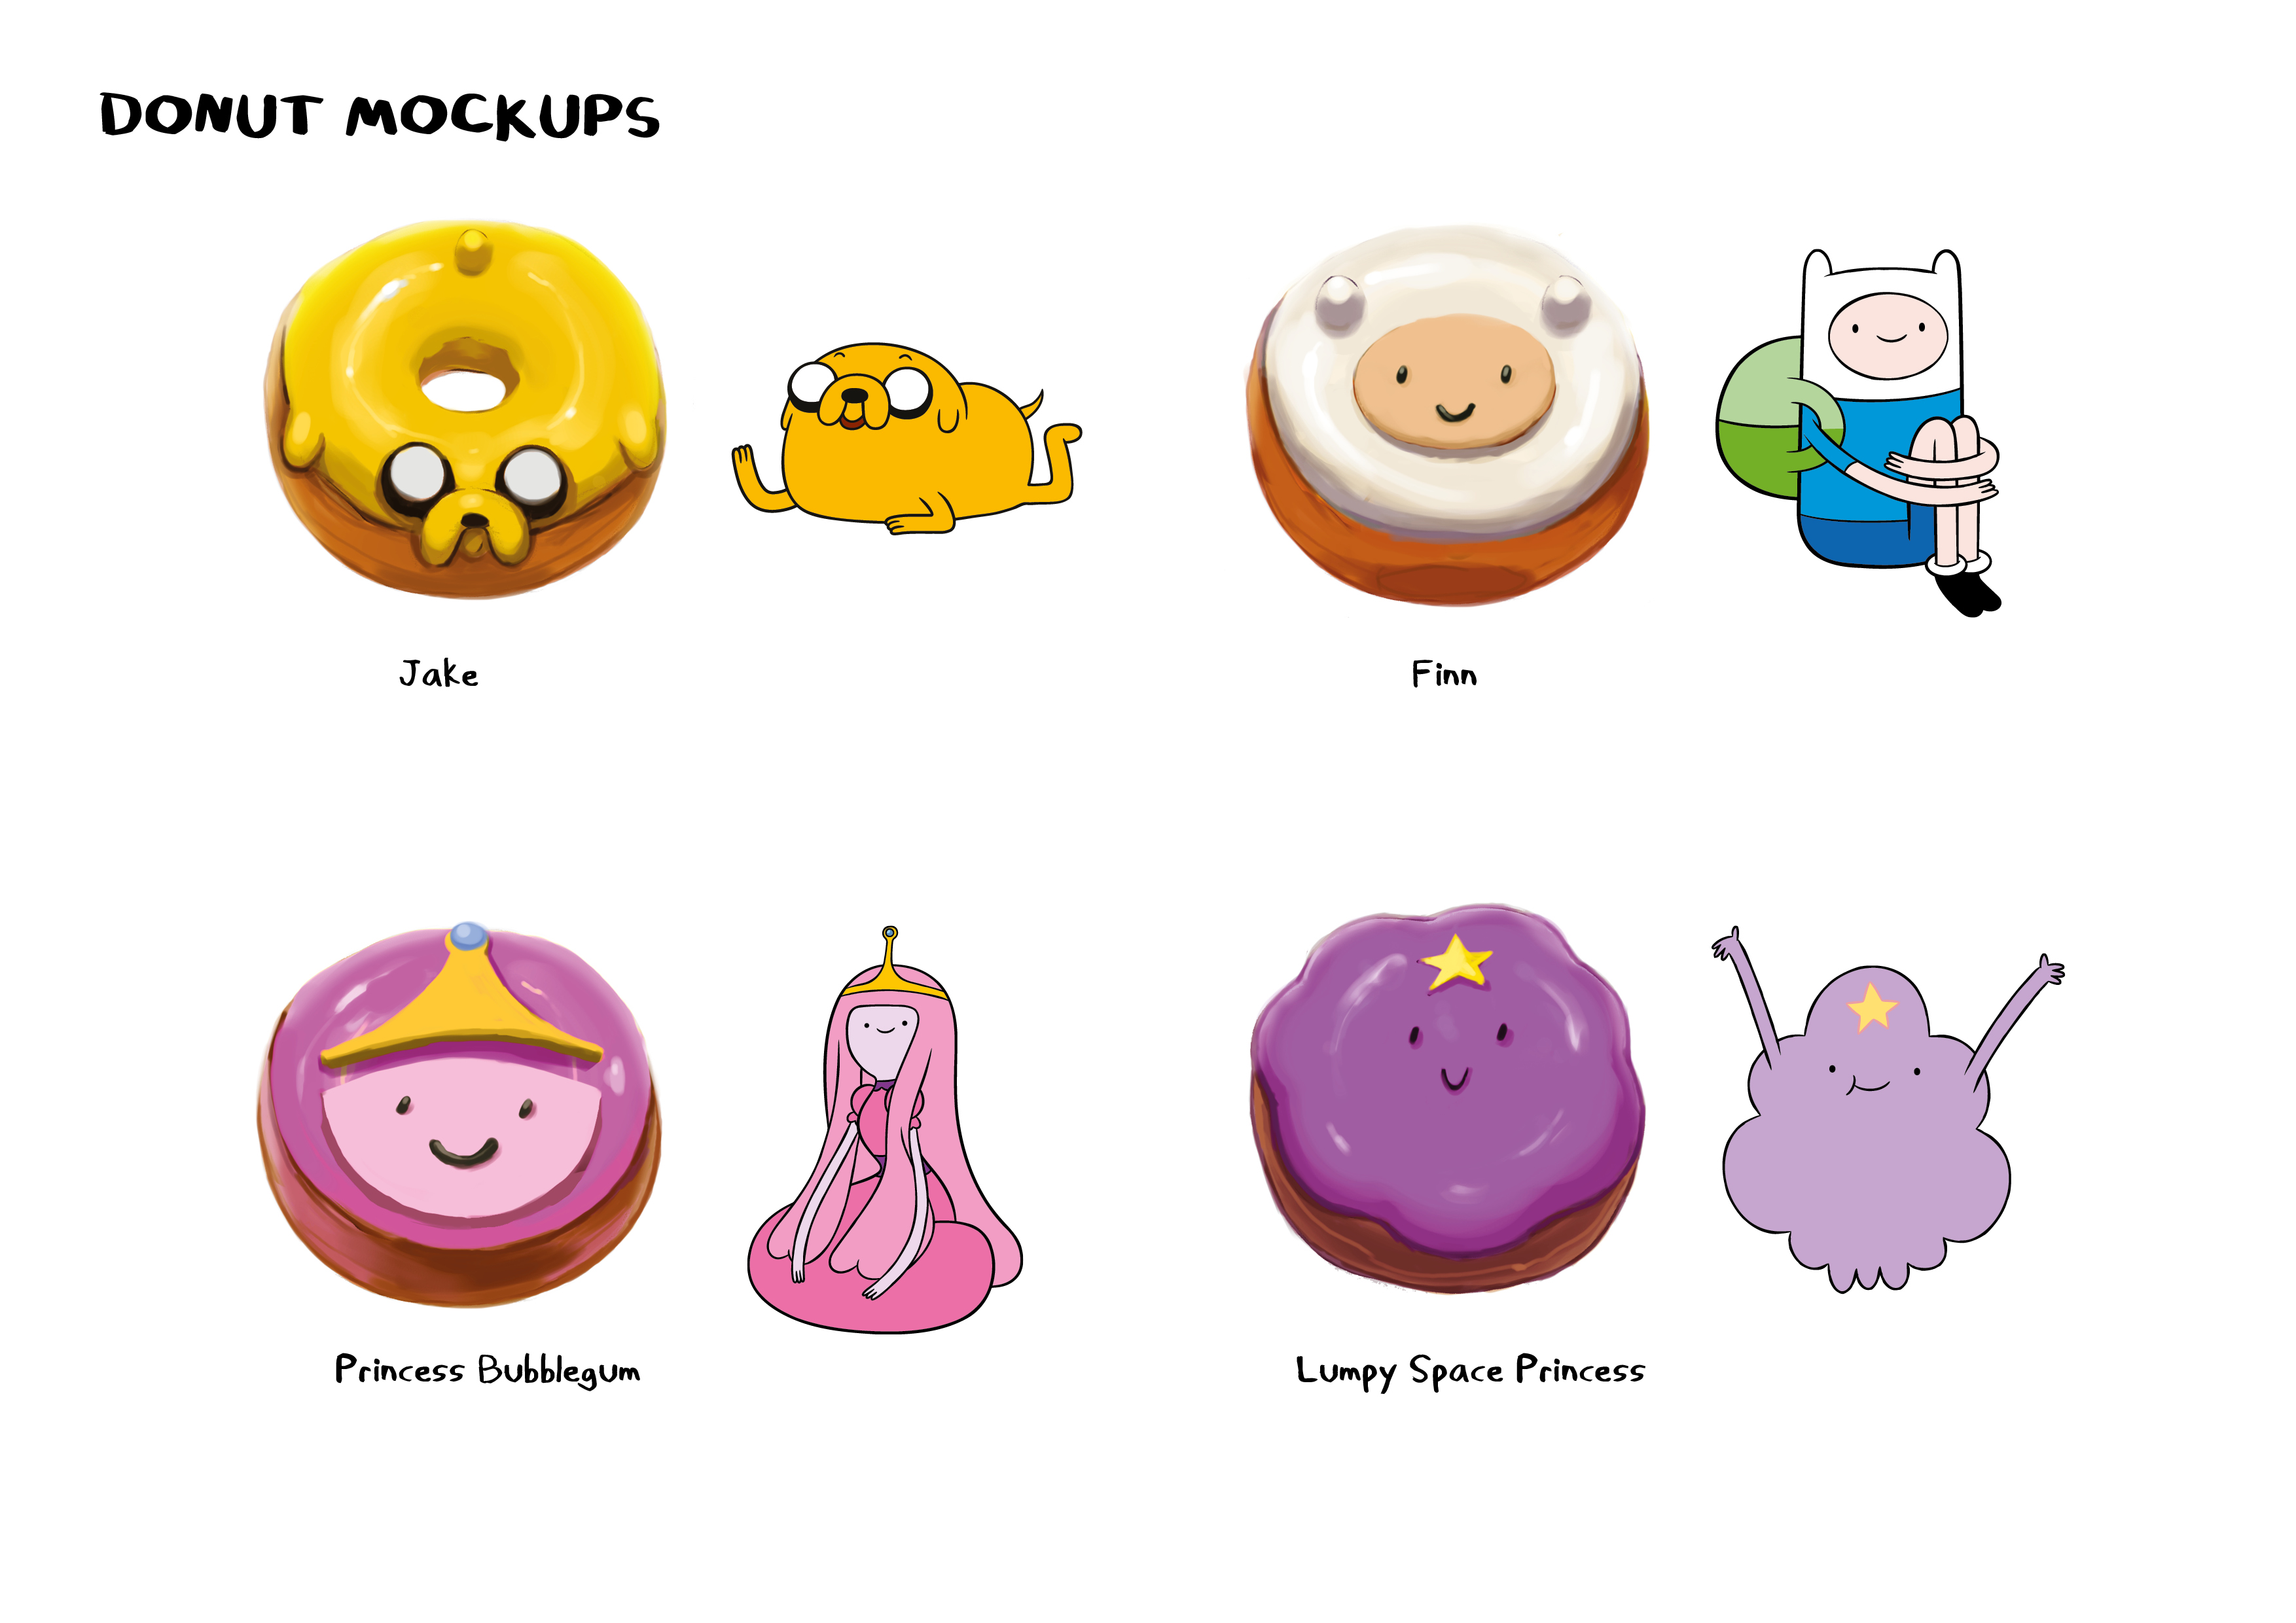 DONUT MOCKUPS
Jake
Finn
Princess Bubblegum
Lumpy Space Princess